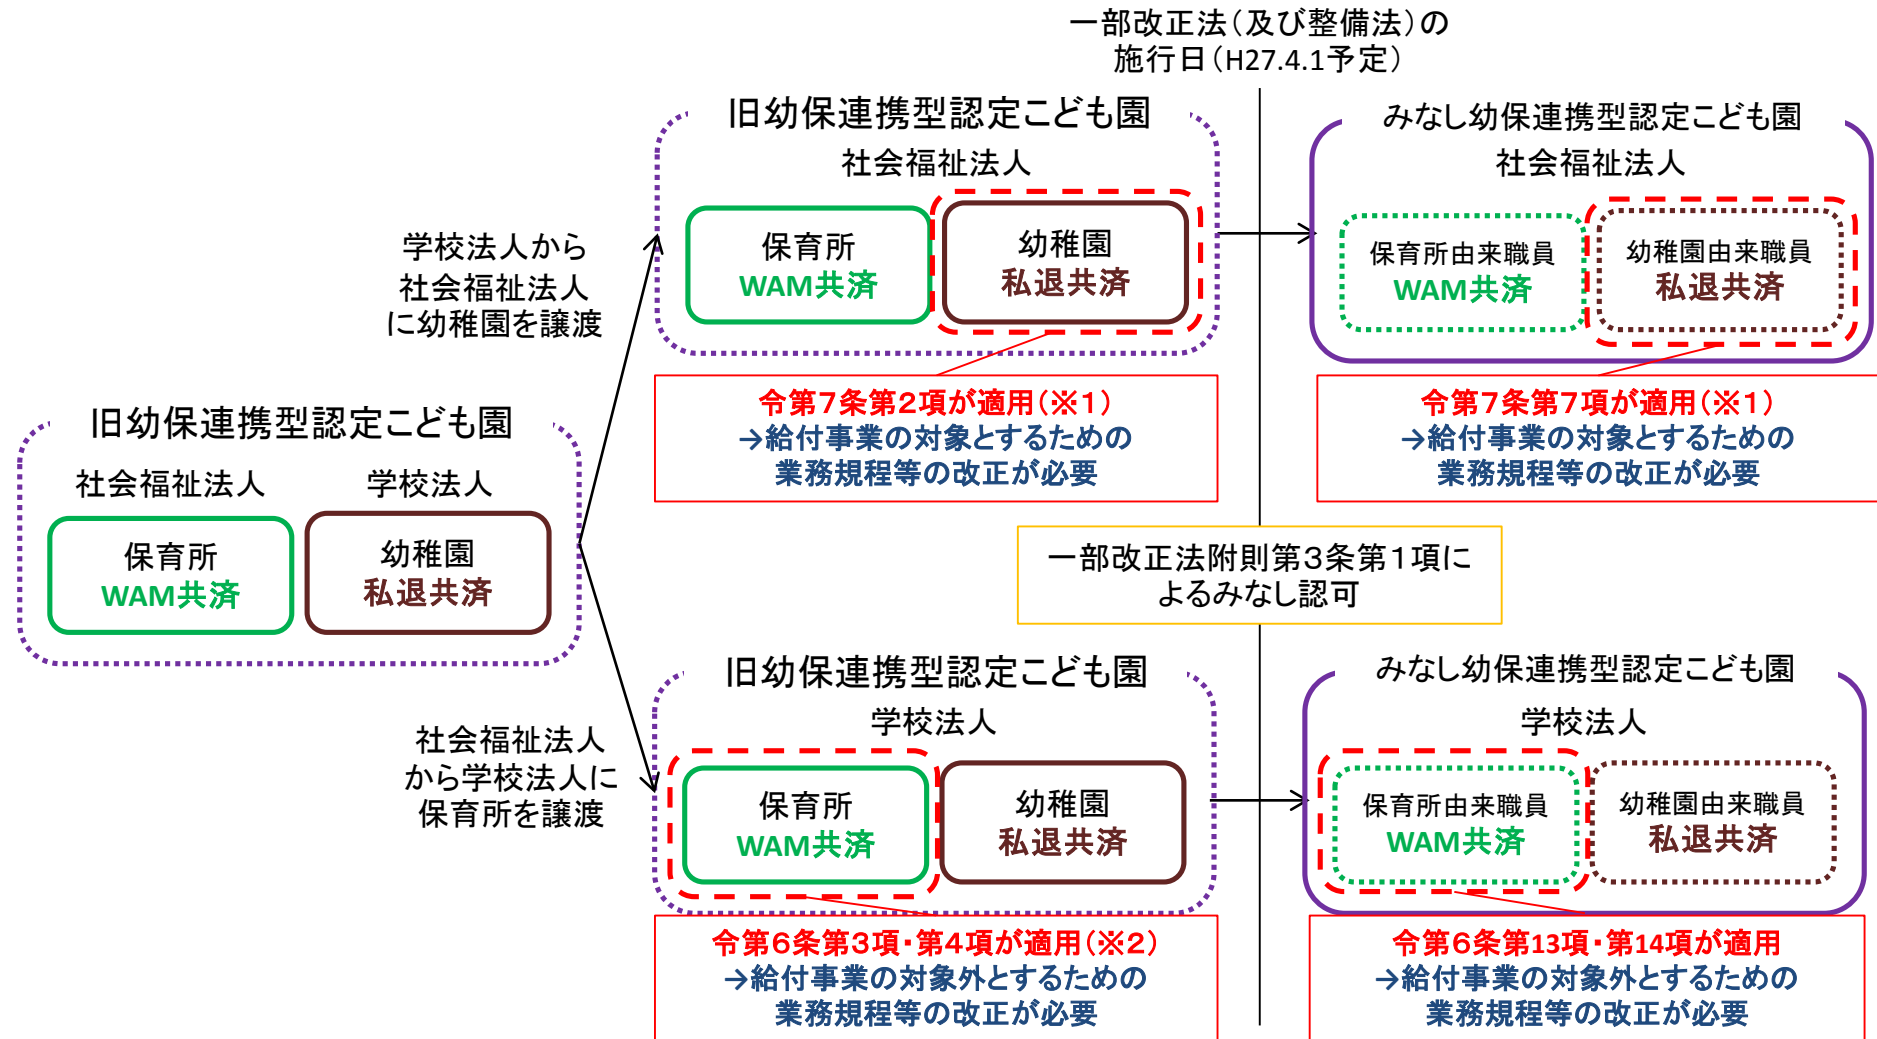 一部改正法（及び整備法）の
施行日（H27.4.1予定）
旧幼保連携型認定こども園
社会福祉法人
保育所
WAM共済
幼稚園
私退共済
みなし幼保連携型認定こども園
社会福祉法人
保育所由来職員
WAM共済
幼稚園由来職員
私退共済
学校法人から
社会福祉法人
に幼稚園を譲渡
令第７条第２項が適用（※１）
→給付事業の対象とするための
業務規程等の改正が必要
令第７条第７項が適用（※１）
→給付事業の対象とするための
業務規程等の改正が必要
旧幼保連携型認定こども園
社会福祉法人
学校法人
保育所
WAM共済
幼稚園
私退共済
一部改正法附則第３条第１項に
よるみなし認可
社会福祉法人
から学校法人に
保育所を譲渡
旧幼保連携型認定こども園
学校法人
保育所
WAM共済
幼稚園
私退共済
みなし幼保連携型認定こども園
学校法人
保育所由来職員
WAM共済
幼稚園由来職員
私退共済
令第６条第３項・第４項が適用（※２）
→給付事業の対象外とするための
業務規程等の改正が必要
令第６条第13項・第14項が適用
→給付事業の対象外とするための
業務規程等の改正が必要